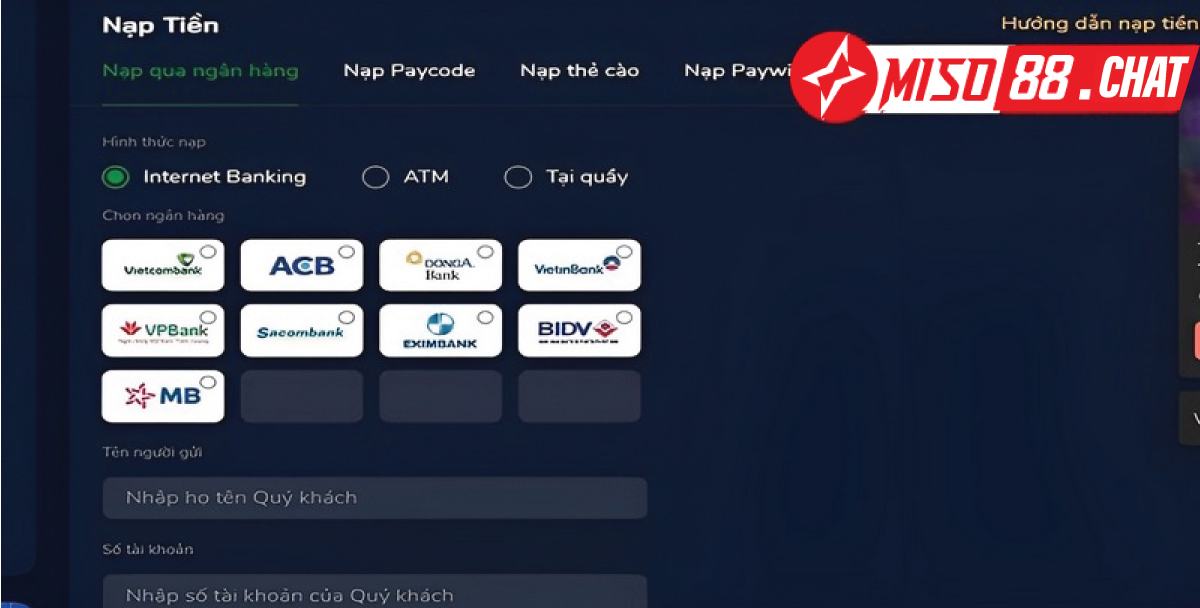 Nạp Tiền
Hướng dẫn nạp tiền
Nạp qua ngân hàng
Nạp Paycode
Nạp thẻ cào
Nạp Paywi
MISO 88.CHAT
Hình thức nạp
Internet Banking
ATM
Tại quầy
Chọn ngân hàng
Vietcombank
ACB
DONGA Bank
VietinBank
VPBank
Sacombank
EXIMBANK
BIDV
MB
Tên người gửi
Nhập họ tên Quý khách
Số tài khoản
Nhập số tài khoản của Quý khách